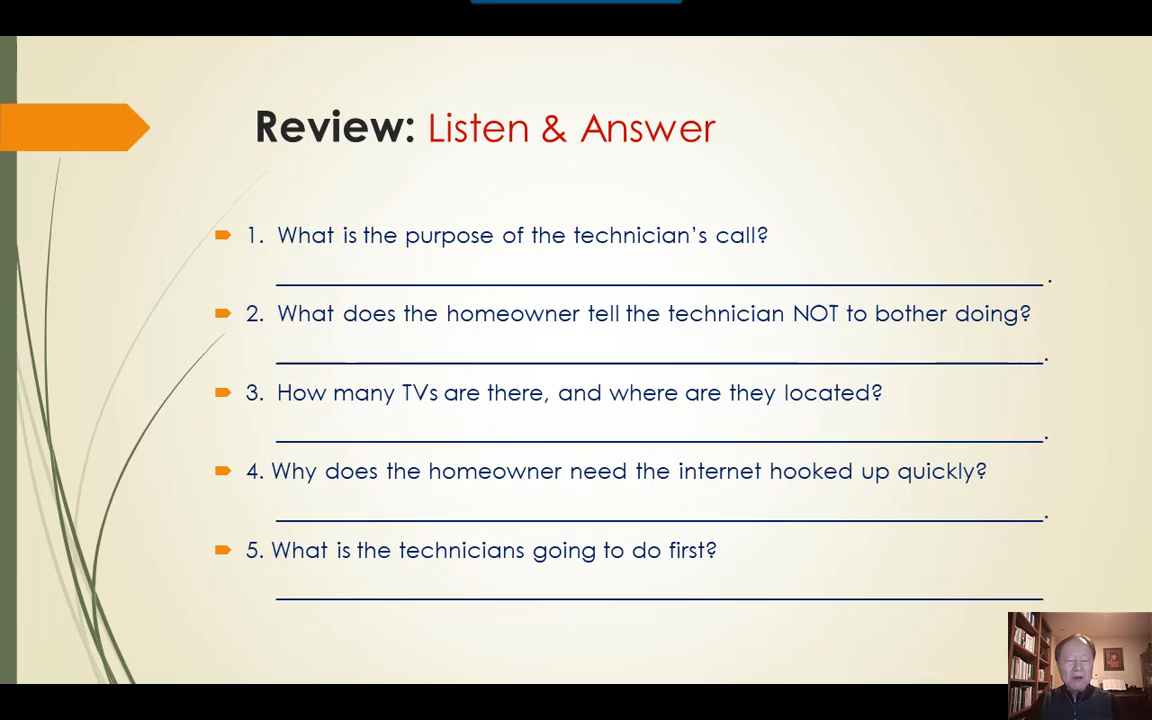 Review: Listen & Answer
1. What is the purpose of the technician’s call?
.
2. What does the homeowner tell the technician NOT to bother doing?
.
3. How many TVs are there, and where are they located?
.
4. Why does the homeowner need the internet hooked up quickly?
.
5. What is the technicians going to do first?